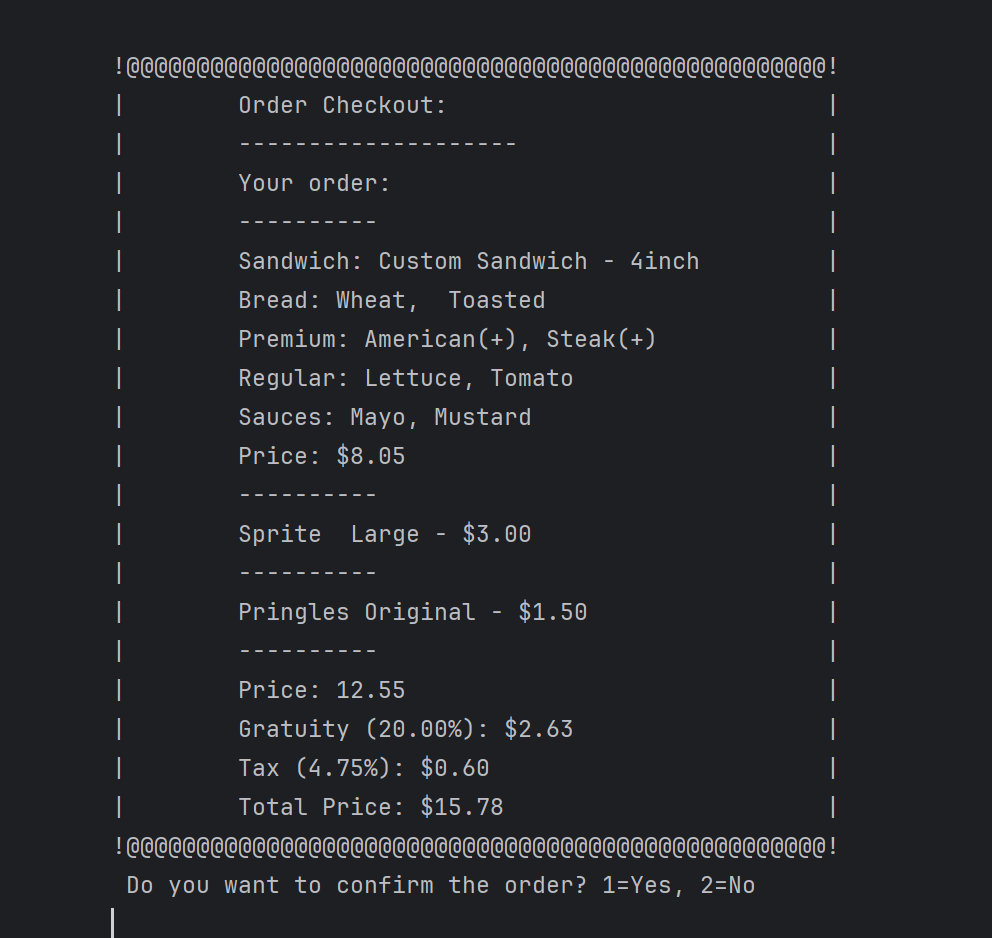 !@@@@@@@@@@@@@@@@@@@@@@@@@@@@@@@@@@@@@@@@@@@@@@@@@@!
|        Order Checkout:                           |
|        --------------------                      |
|        Your order:                               |
|        ----------                                |
|        Sandwich: Custom Sandwich - 4inch         |
|        Bread: Wheat,  Toasted                    |
|        Premium: American(+), Steak(+)            |
|        Regular: Lettuce, Tomato                  |
|        Sauces: Mayo, Mustard                     |
|        Price: $8.05                              |
|        ----------                                |
|        Sprite  Large - $3.00                     |
|        ----------                                |
|        Pringles Original - $1.50                 |
|        ----------                                |
|        Price: 12.55                              |
|        Gratuity (20.00%): $2.63                  |
|        Tax (4.75%): $0.60                        |
|        Total Price: $15.78                       |
!@@@@@@@@@@@@@@@@@@@@@@@@@@@@@@@@@@@@@@@@@@@@@@@@@@!
Do you want to confirm the order? 1=Yes, 2=No